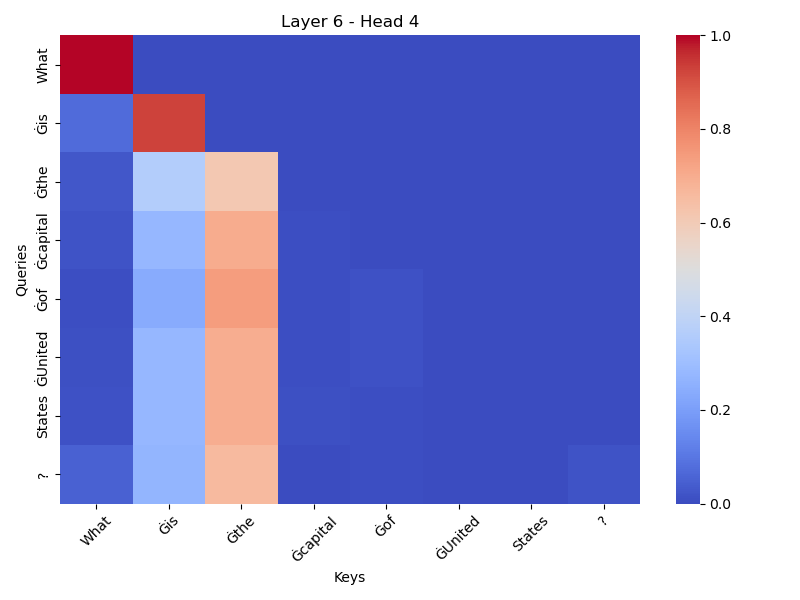 Layer 6 - Head 4
Queries
What
Ġis
Ġthe
Ġcapital
Ġof
ĠUnited
States
?
What
Ġis
Ġthe
Ġcapital
Ġof
ĠUnited
States
?
Keys
1.0
0.8
0.6
0.4
0.2
0.0